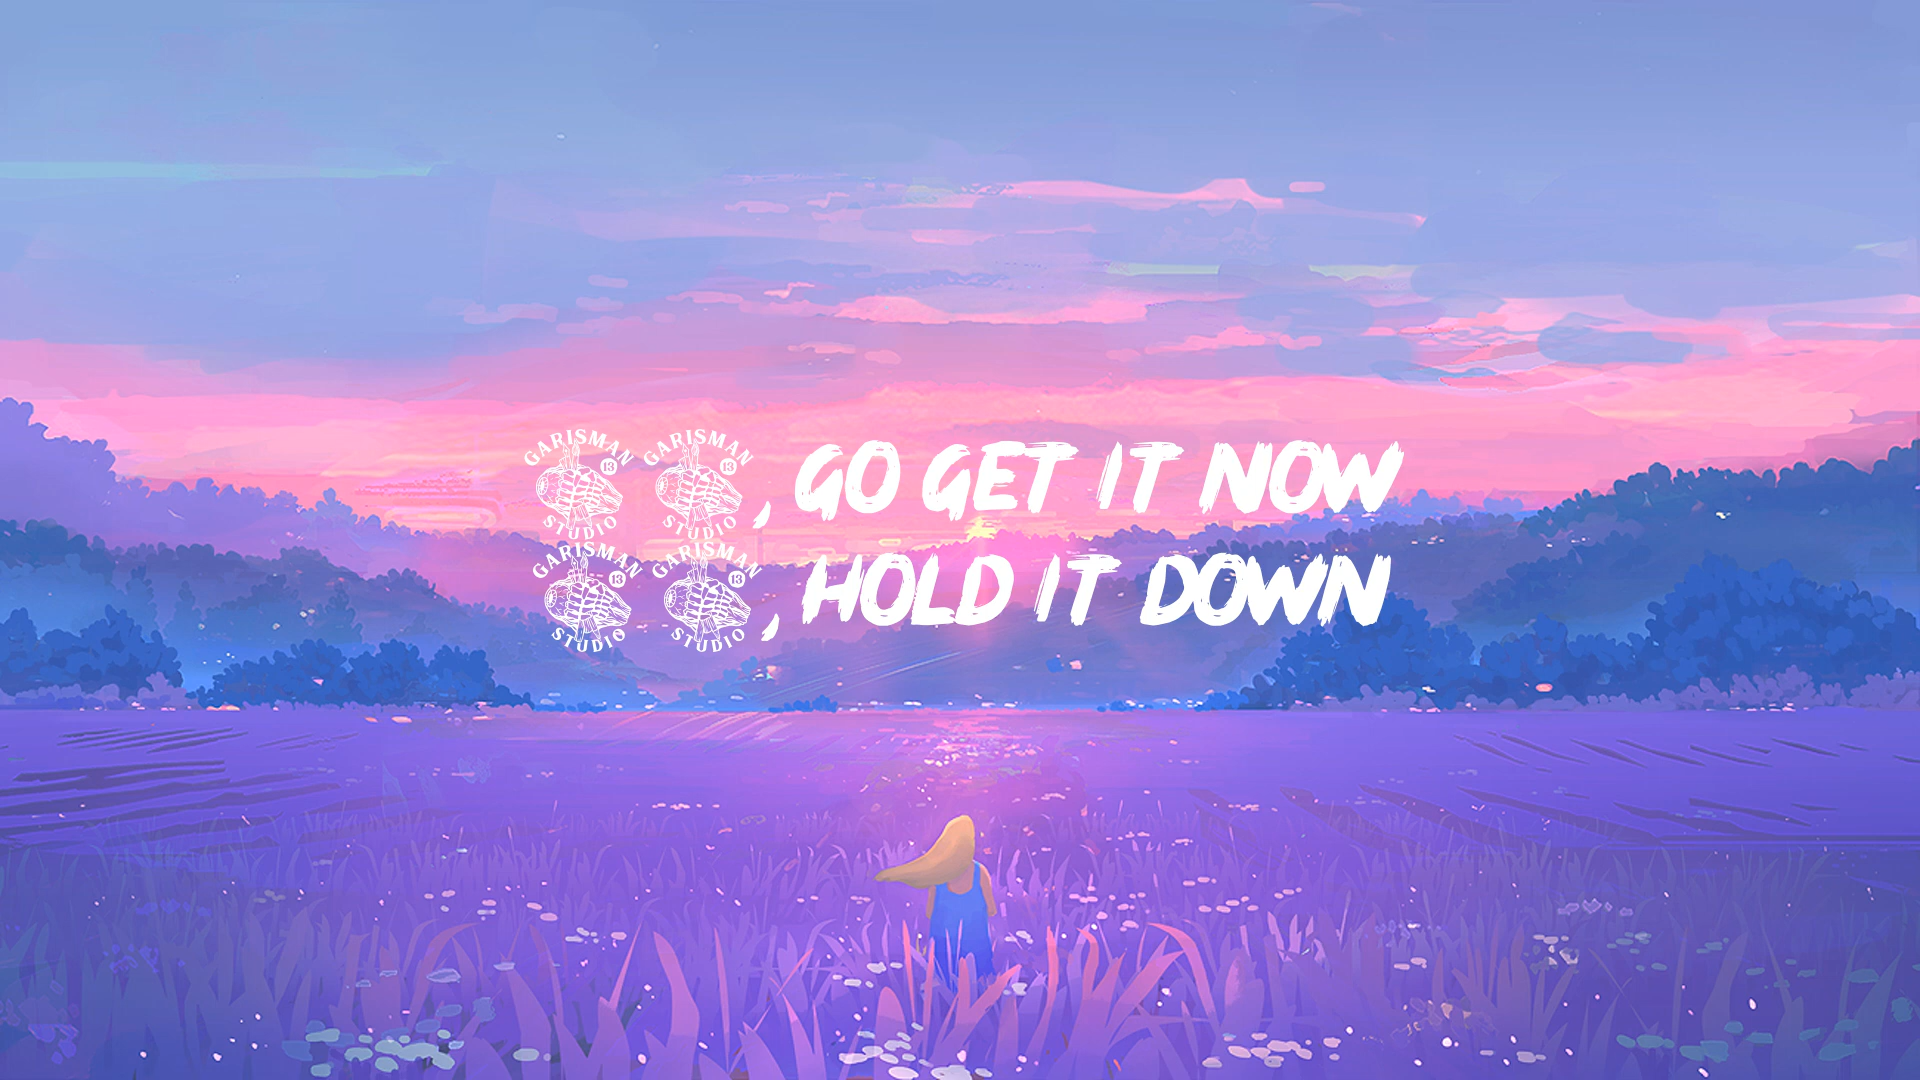 GARISMAN 13 STUDIO GARISMAN 13 STUDIO , GO GET IT NOW
GARISMAN 13 STUDIO GARISMAN 13 STUDIO , HOLD IT DOWN